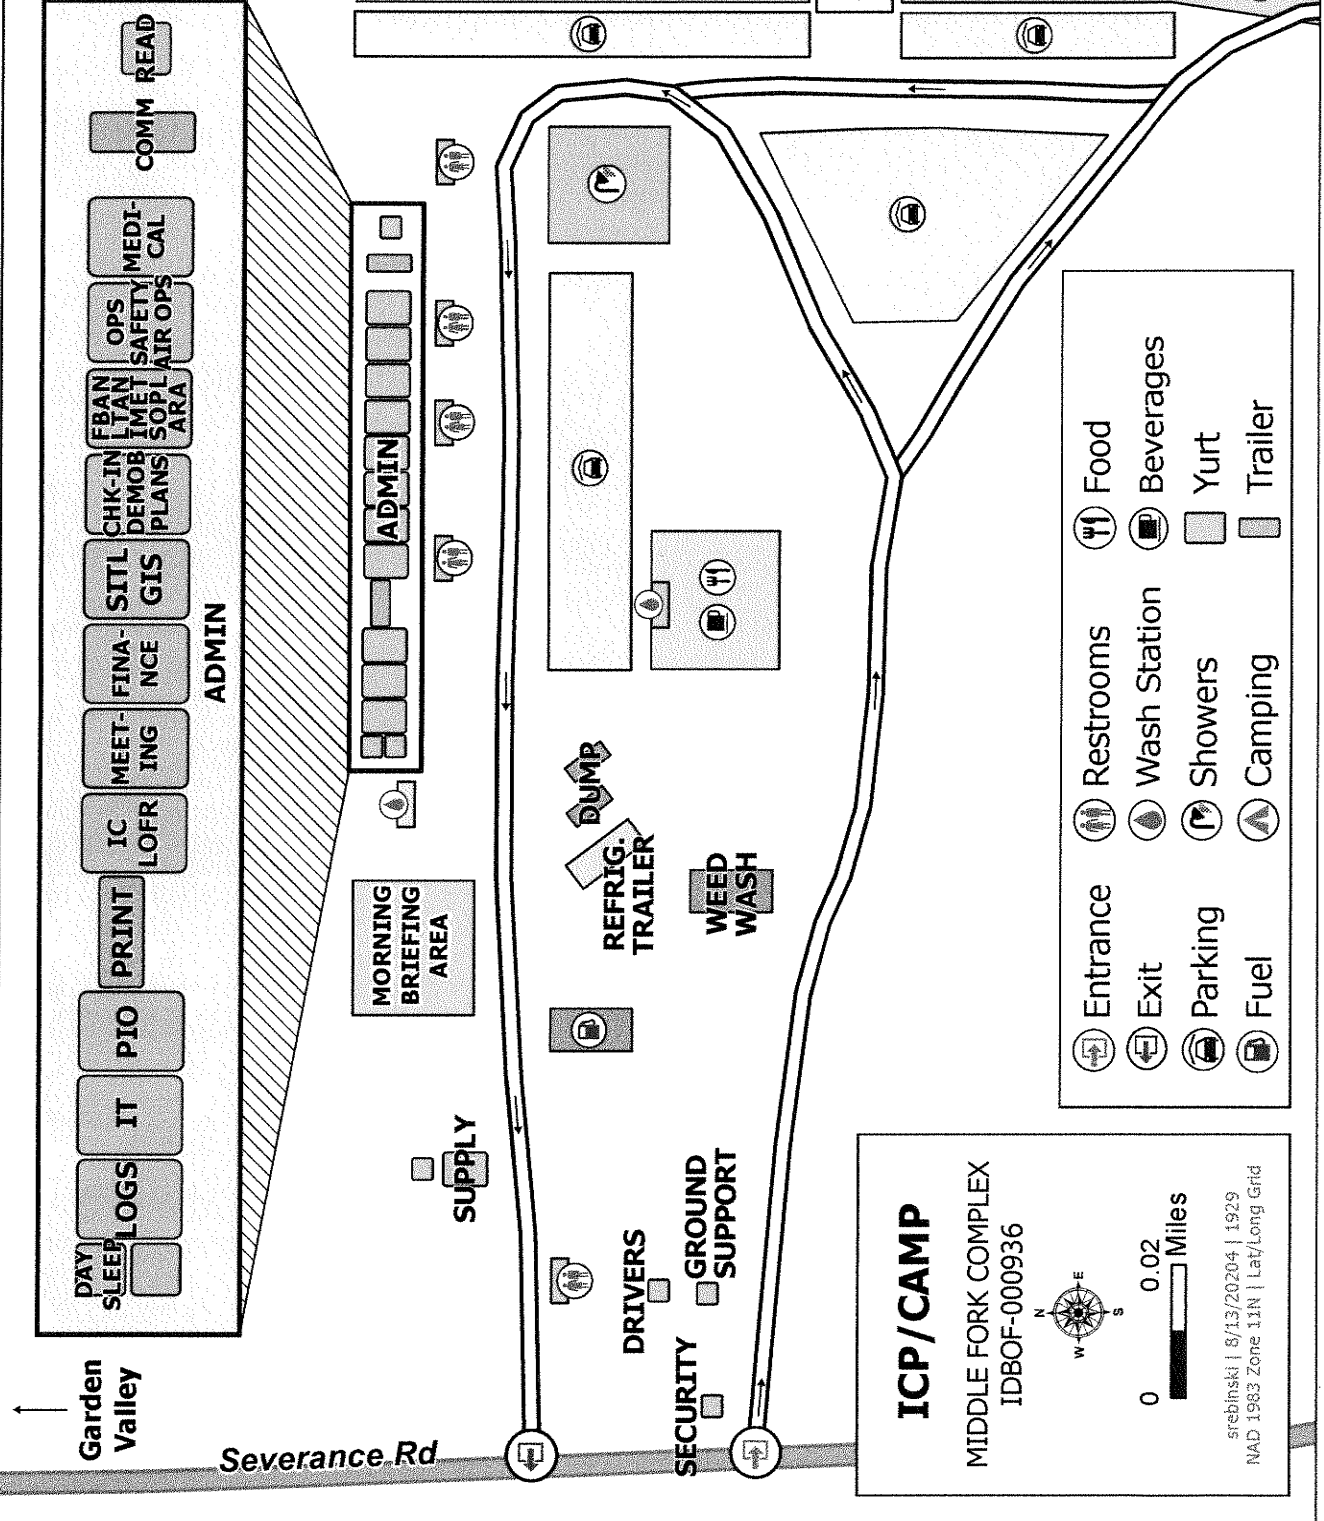 DAY
SLEEP
LOGS
IT
PIO
PRINT
IC
LOFR
MEET-
ING
FINA-
NCE
SITL
GIS
CHK-IN
DEMOB
PLANS
FBAN
LTAN
IMET
SOPL
ARA
OPS
SAFETY
AIR OPS
MEDI-
CAL
COMM
READ
ADMIN
Garden
Valley
Severance Rd
ADMIN
MORNING
BRIEFING
AREA
SUPPLY
DUMP
REFRIG.
TRAILER
WEED
WASH
DRIVERS
GROUND
SUPPORT
SECURITY
ICP/CAMP
MIDDLE FORK COMPLEX
IDBOF-000936
N
W
E
S
0
0.02
Miles
srebinski | 8/13/20204 | 1929
NAD 1983 Zone 11N | Lat/Long Grid
Entrance
Exit
Parking
Fuel
Restrooms
Wash Station
Showers
Camping
Food
Beverages
Yurt
Trailer